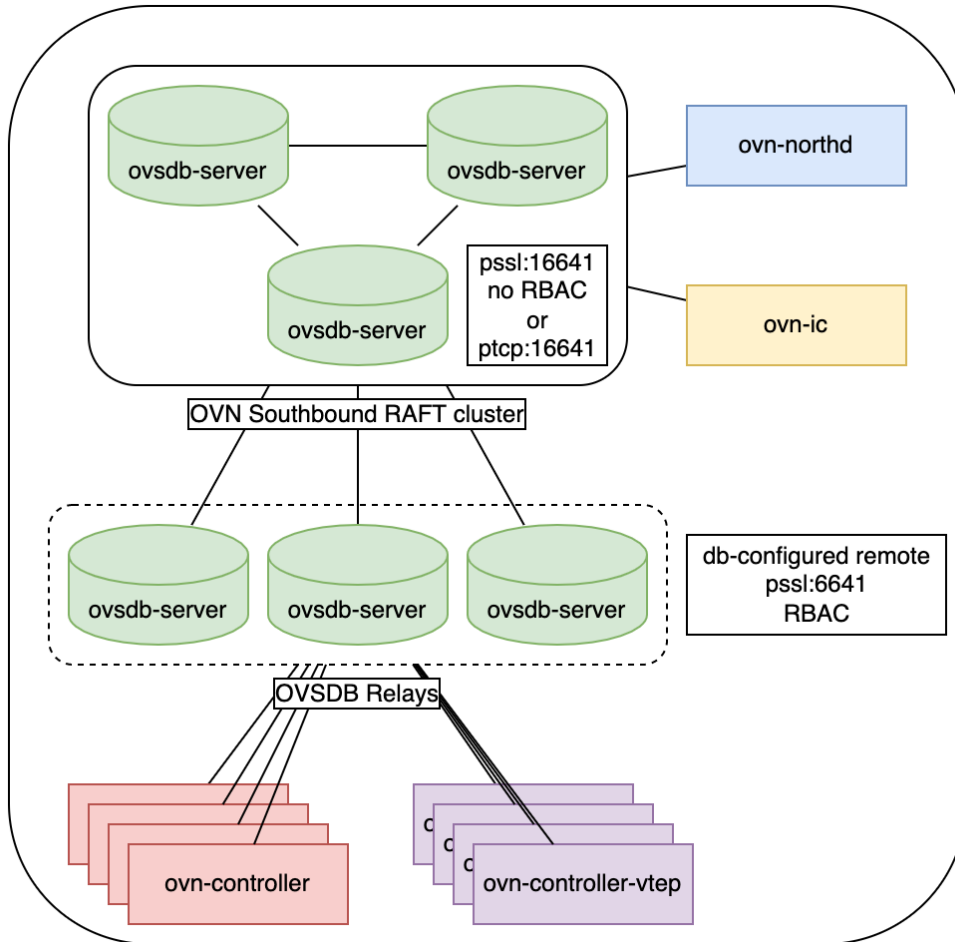 ovsdb-server
ovsdb-server
ovn-northd
ovsdb-server
pssl:16641
no RBAC
or
ptcp:16641
ovn-ic
OVN Southbound RAFT cluster
ovsdb-server
ovsdb-server
ovsdb-server
db-configured remote
pssl:6641
RBAC
OVSDB Relays
ovn-controller
ovn-controller-vtep